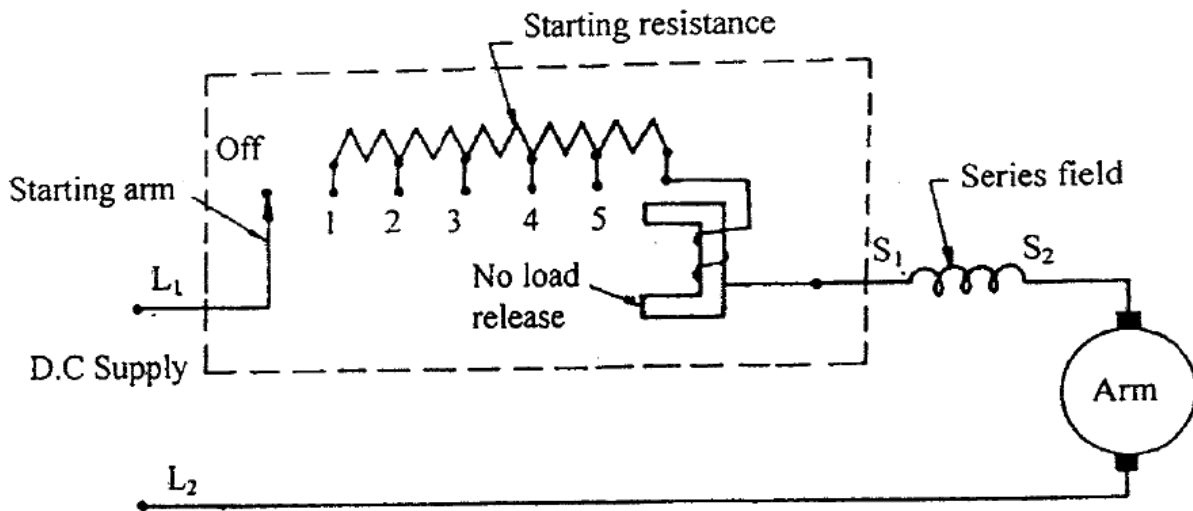 Starting resistance
Off
Starting arm
1 2 3 4 5
Series field
S₁ S₂
L₁
No load
release
D.C Supply
Arm
L₂